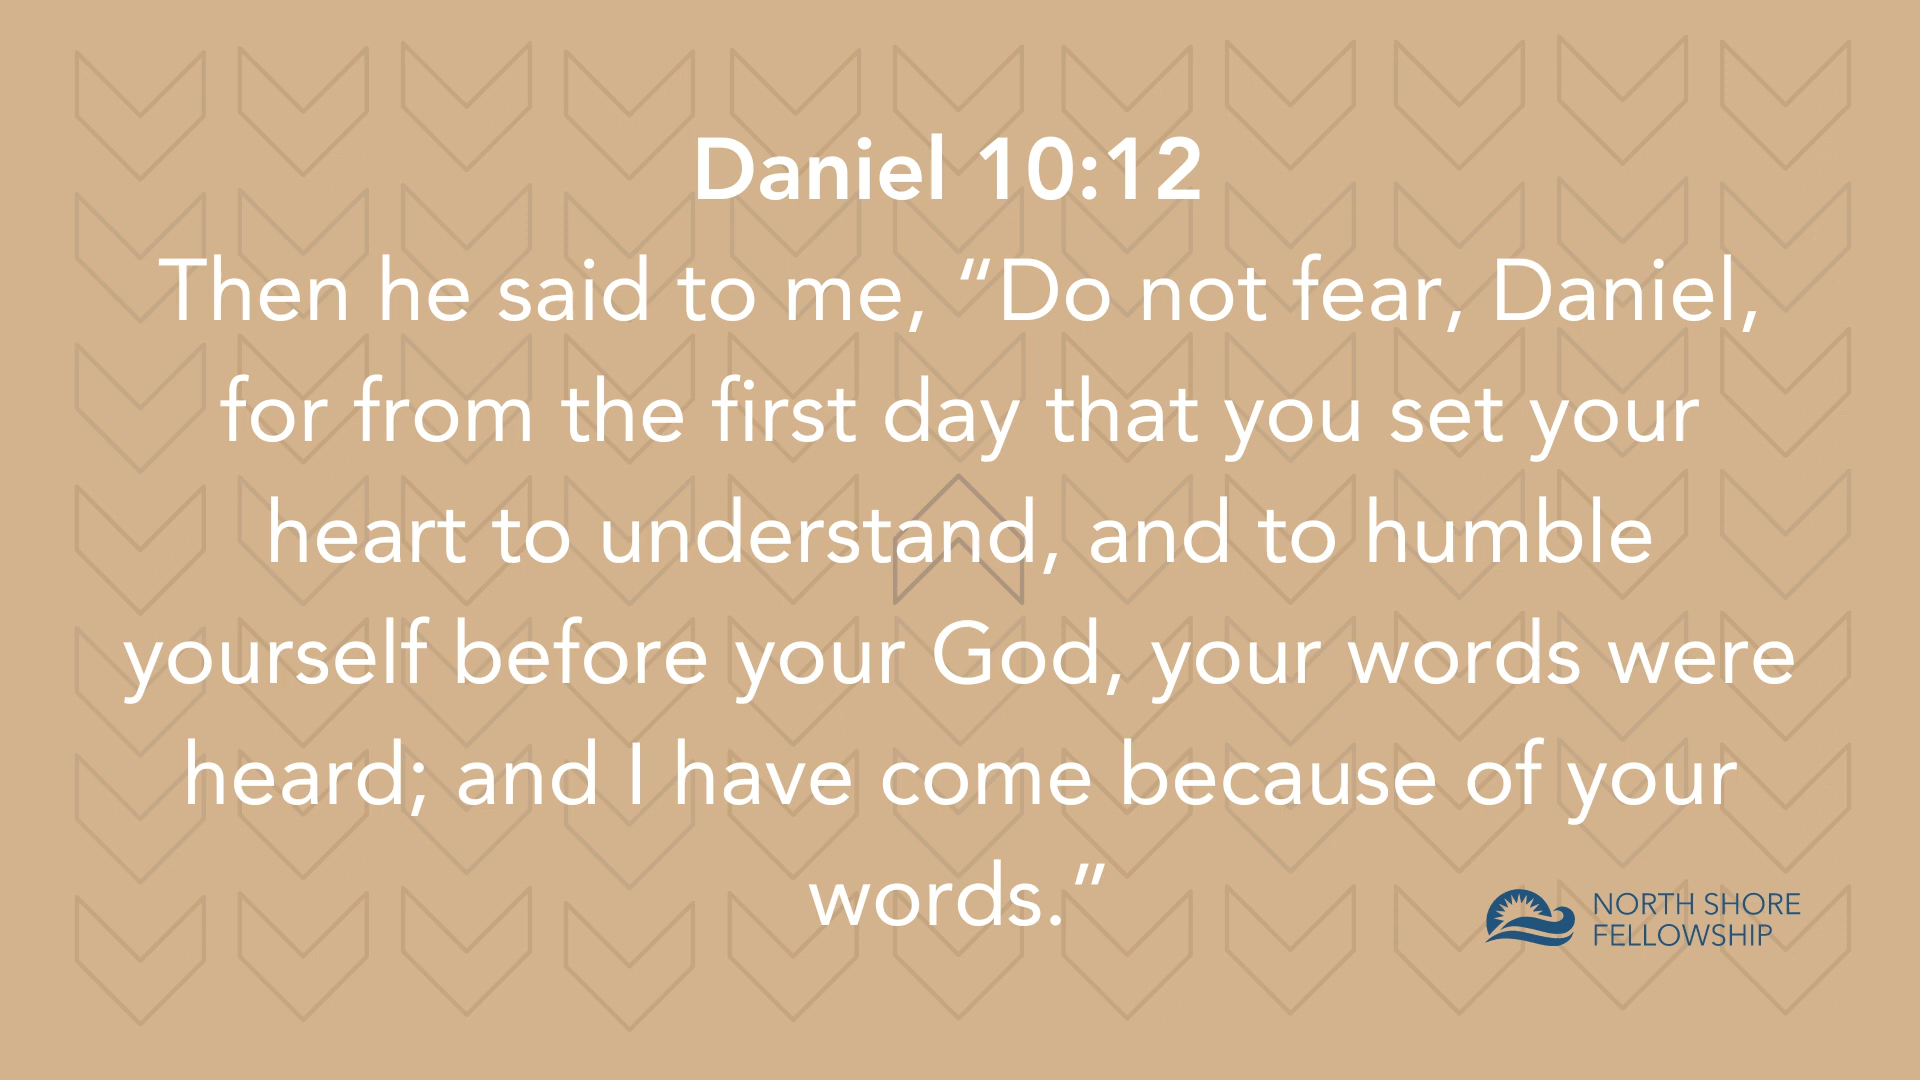 Daniel 10:12
Then he said to me, “Do not fear, Daniel,
for from the first day that you set your
heart to understand, and to humble
yourself before your God, your words were
heard; and I have come because of your
words.”
NORTH SHORE
FELLOWSHIP